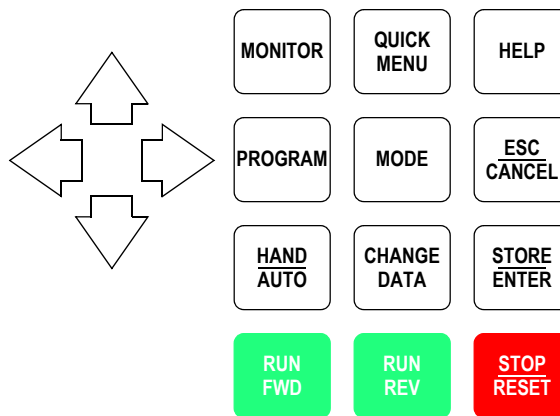 MONITOR
QUICK
MENU
HELP
PROGRAM
MODE
ESC
CANCEL
HAND
AUTO
CHANGE
DATA
STORE
ENTER
RUN
FWD
RUN
REV
STOP
RESET